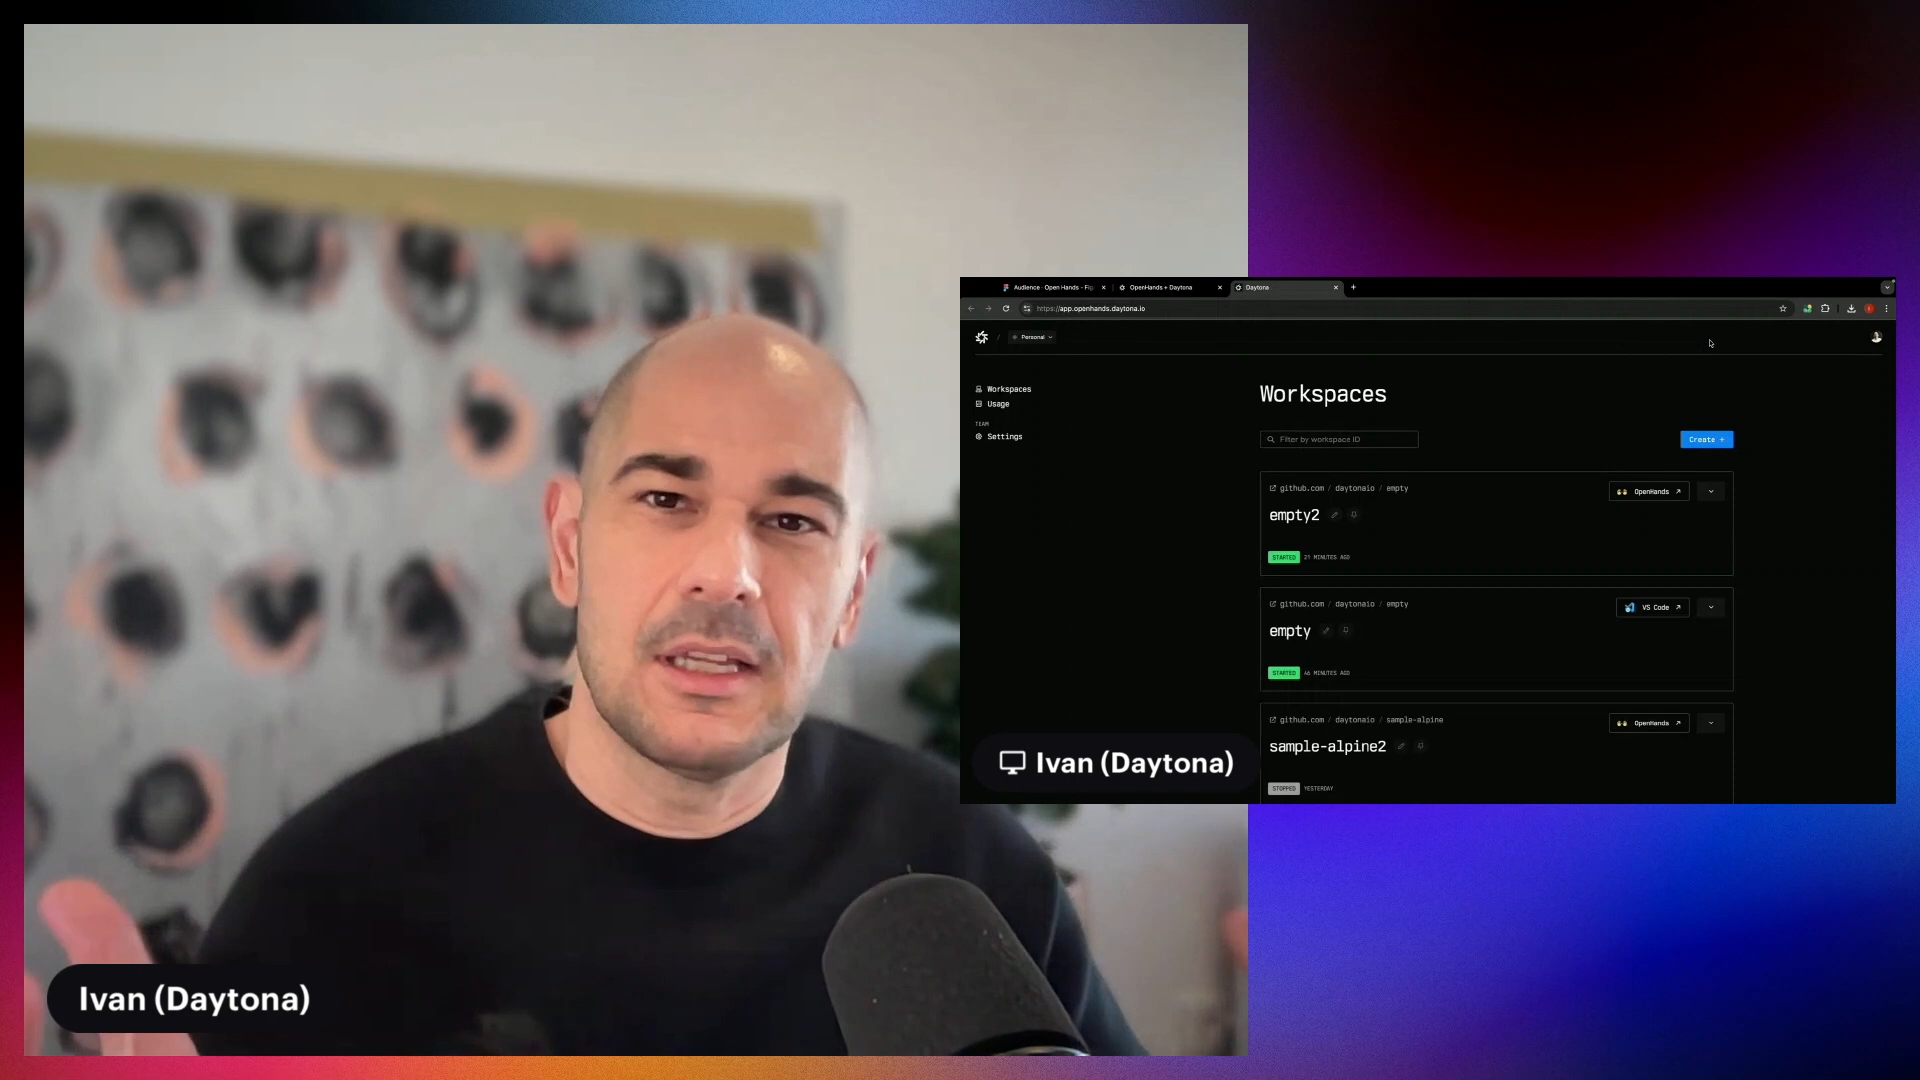 Audience · Open Hands - Fig
OpenHands + Daytona
Daytona
https://app.openhands.daytona.io
/ Personal
Workspaces
Usage
TEAM
Settings
Workspaces
Filter by workspace ID
Create +
github.com / daytonaio / empty
OpenHands
empty2
STARTED 21 MINUTES AGO
github.com / daytonaio / empty
VS Code
empty
STARTED 46 MINUTES AGO
github.com / daytonaio / sample-alpine
OpenHands
sample-alpine2
STOPPED YESTERDAY
Ivan (Daytona)
Ivan (Daytona)